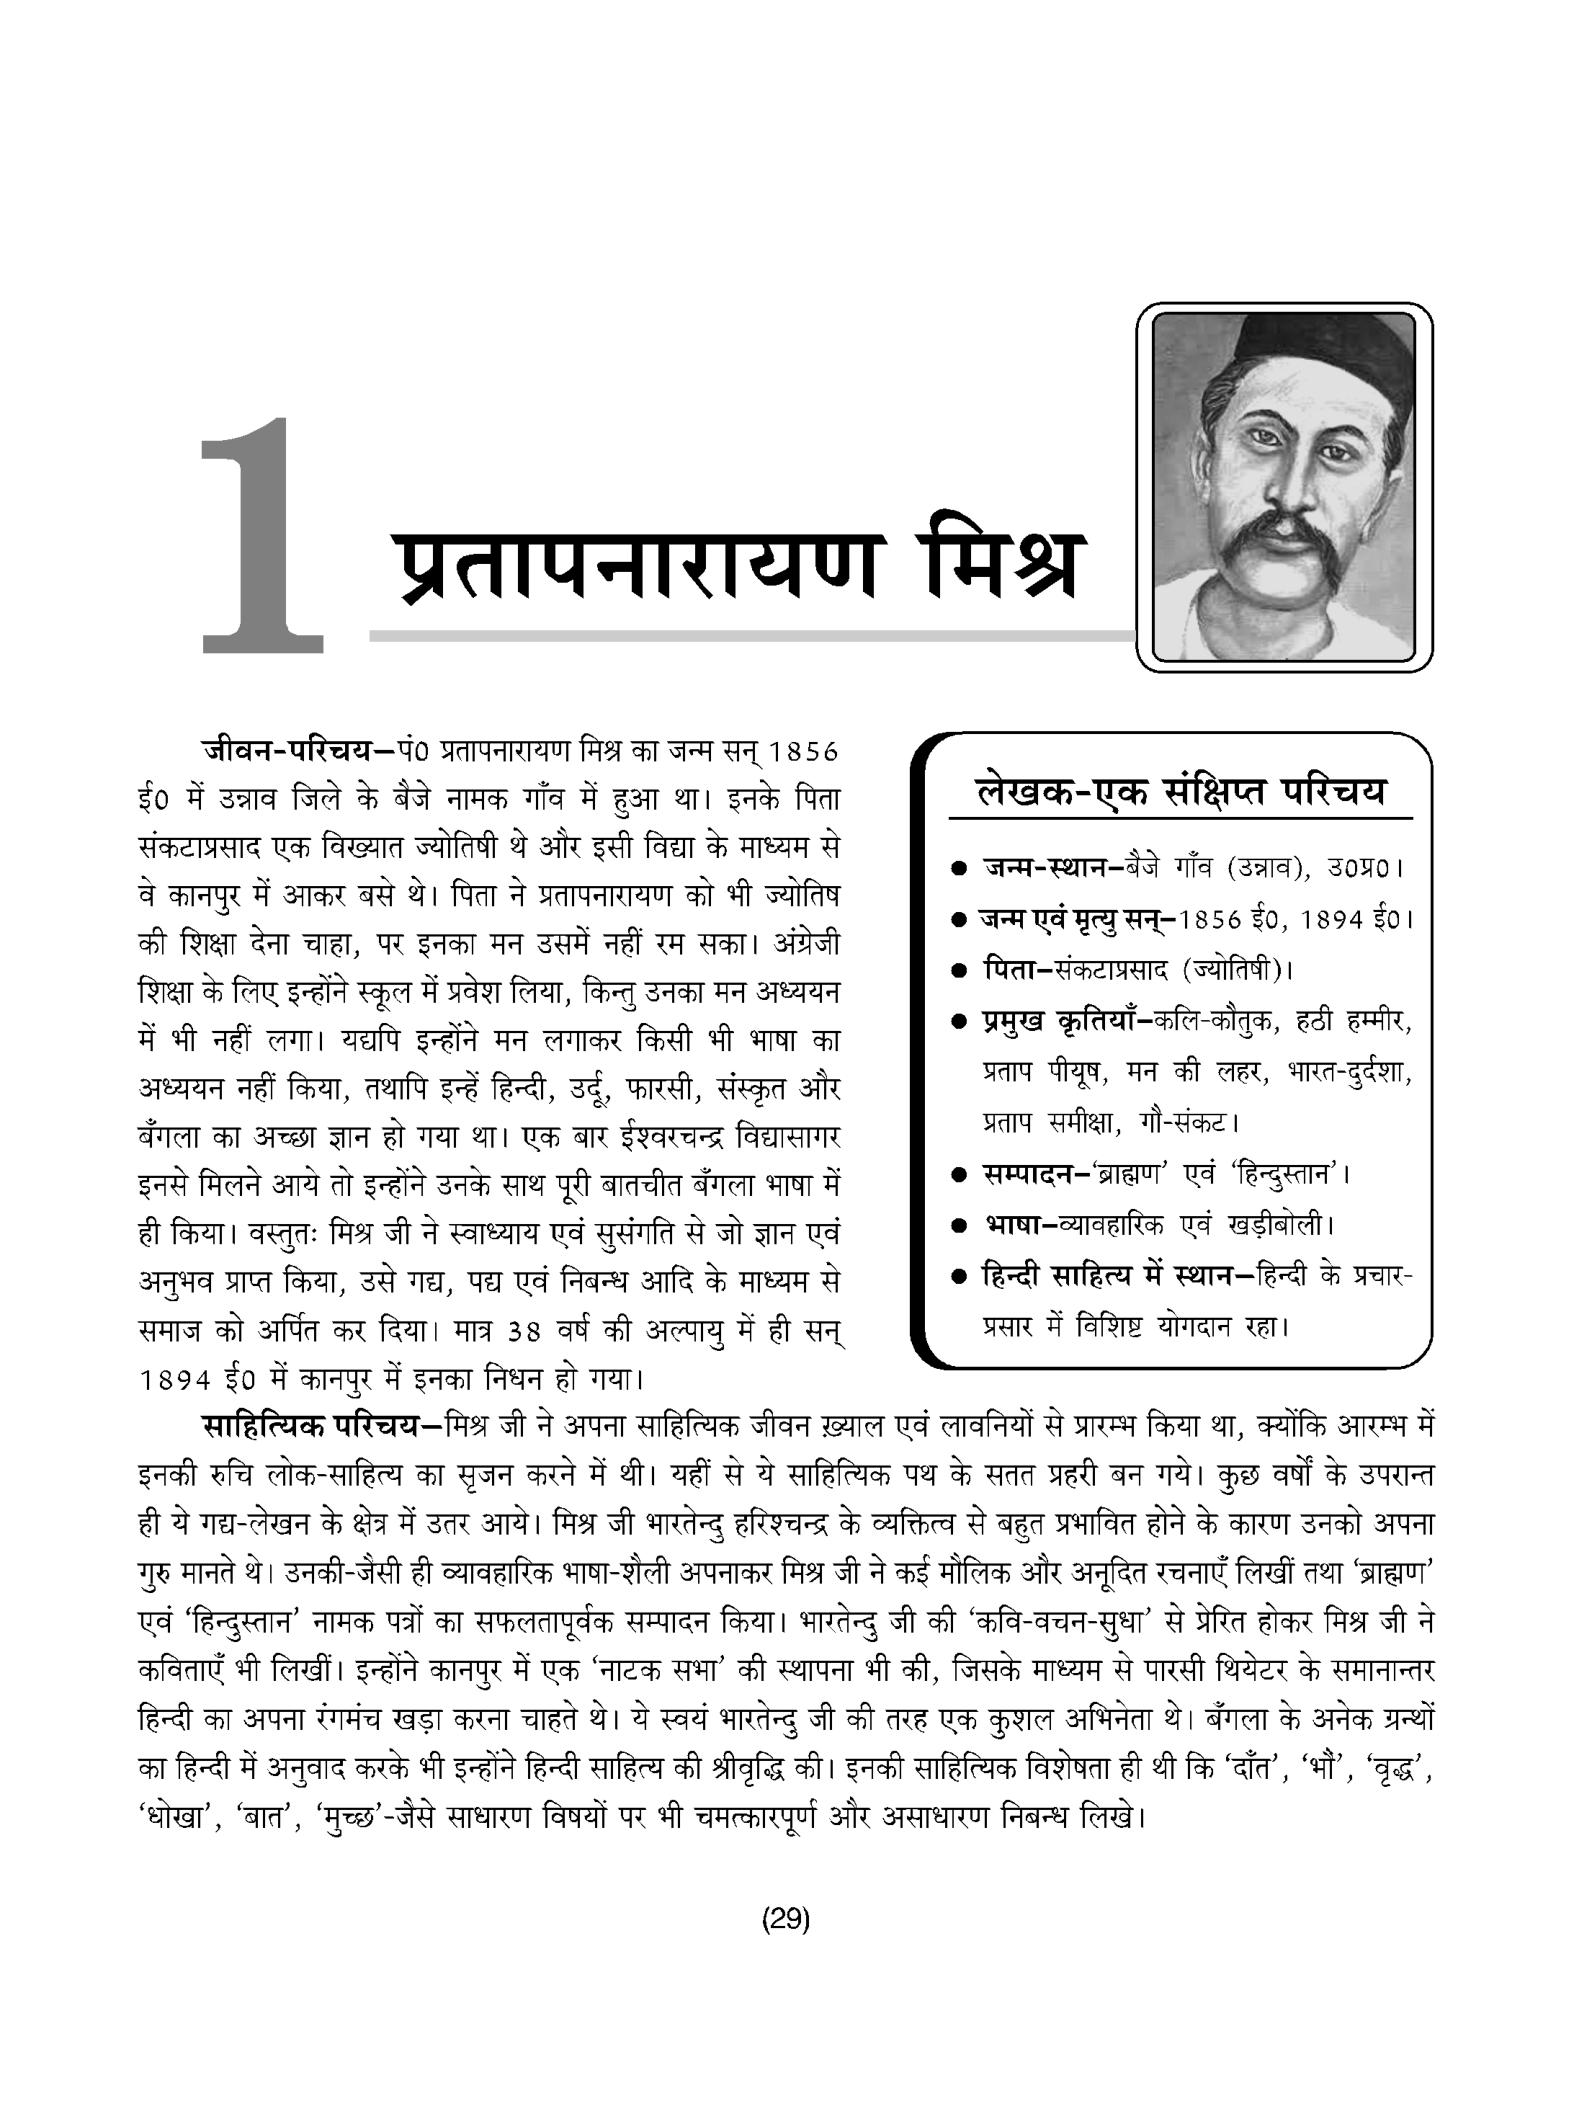 1
प्रतापनारायण मिश्र
जीवन-परिचय–पं0 प्रतापनारायण मिश्र का जन्म सन् 1856
ई0 में उन्नाव जिले के बैजे नामक गाँव में हुआ था। इनके पिता
संकटाप्रसाद एक विख्यात ज्योतिषी थे और इसी विद्या के माध्यम से
वे कानपुर में आकर बसे थे। पिता ने प्रतापनारायण को भी ज्योतिष
की शिक्षा देना चाहा, पर इनका मन उसमें नहीं रम सका। अंग्रेजी
शिक्षा के लिए इन्होंने स्कूल में प्रवेश लिया, किन्तु उनका मन अध्ययन
में भी नहीं लगा। यद्यपि इन्होंने मन लगाकर किसी भी भाषा का
अध्ययन नहीं किया, तथापि इन्हें हिन्दी, उर्दू, फारसी, संस्कृत और
बँगला का अच्छा ज्ञान हो गया था। एक बार ईश्वरचन्द्र विद्यासागर
इनसे मिलने आये तो इन्होंने उनके साथ पूरी बातचीत बँगला भाषा में
ही किया। वस्तुतः मिश्र जी ने स्वाध्याय एवं सुसंगति से जो ज्ञान एवं
अनुभव प्राप्त किया, उसे गद्य, पद्य एवं निबन्ध आदि के माध्यम से
समाज को अर्पित कर दिया। मात्र 38 वर्ष की अल्पायु में ही सन्
1894 ई0 में कानपुर में इनका निधन हो गया।
लेखक-एक संक्षिप्त परिचय
● जन्म-स्थान–बैजे गाँव (उन्नाव), उ0प्र0।
● जन्म एवं मृत्यु सन्–1856 ई0, 1894 ई0।
● पिता–संकटाप्रसाद (ज्योतिषी)।
● प्रमुख कृतियाँ–कलि-कौतुक, हठी हम्मीर,
प्रताप पीयूष, मन की लहर, भारत-दुर्दशा,
प्रताप समीक्षा, गौ-संकट।
● सम्पादन–‘ब्राह्मण’ एवं ‘हिन्दुस्तान’।
● भाषा–व्यावहारिक एवं खड़ीबोली।
● हिन्दी साहित्य में स्थान–हिन्दी के प्रचार-
प्रसार में विशिष्ट योगदान रहा।
साहित्यिक परिचय–मिश्र जी ने अपना साहित्यिक जीवन ख़्याल एवं लावनियों से प्रारम्भ किया था, क्योंकि आरम्भ में
इनकी रुचि लोक-साहित्य का सृजन करने में थी। यहीं से ये साहित्यिक पथ के सतत प्रहरी बन गये। कुछ वर्षों के उपरान्त
ही ये गद्य-लेखन के क्षेत्र में उतर आये। मिश्र जी भारतेन्दु हरिश्चन्द्र के व्यक्तित्व से बहुत प्रभावित होने के कारण उनको अपना
गुरु मानते थे। उनकी-जैसी ही व्यावहारिक भाषा-शैली अपनाकर मिश्र जी ने कई मौलिक और अनूदित रचनाएँ लिखीं तथा ‘ब्राह्मण’
एवं ‘हिन्दुस्तान’ नामक पत्रों का सफलतापूर्वक सम्पादन किया। भारतेन्दु जी की ‘कवि-वचन-सुधा’ से प्रेरित होकर मिश्र जी ने
कविताएँ भी लिखीं। इन्होंने कानपुर में एक ‘नाटक सभा’ की स्थापना भी की, जिसके माध्यम से पारसी थियेटर के समानान्तर
हिन्दी का अपना रंगमंच खड़ा करना चाहते थे। ये स्वयं भारतेन्दु जी की तरह एक कुशल अभिनेता थे। बँगला के अनेक ग्रन्थों
का हिन्दी में अनुवाद करके भी इन्होंने हिन्दी साहित्य की श्रीवृद्धि की। इनकी साहित्यिक विशेषता ही थी कि ‘दाँत’, ‘भौं’, ‘वृद्ध’,
‘धोखा’, ‘बात’, ‘मुच्छ’-जैसे साधारण विषयों पर भी चमत्कारपूर्ण और असाधारण निबन्ध लिखे।
(29)